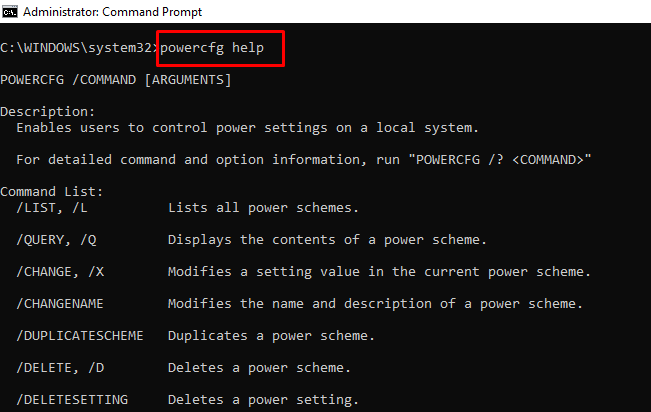 Administrator: Command Prompt
C:\WINDOWS\system32>powercfg help
POWERCFG /COMMAND [ARGUMENTS]
Description:
Enables users to control power settings on a local system.
For detailed command and option information, run "POWERCFG /? <COMMAND>"
Command List:
/LIST, /L Lists all power schemes.
/QUERY, /Q Displays the contents of a power scheme.
/CHANGE, /X Modifies a setting value in the current power scheme.
/CHANGENAME Modifies the name and description of a power scheme.
/DUPLICATESCHEME Duplicates a power scheme.
/DELETE, /D Deletes a power scheme.
/DELETESETTING Deletes a power setting.